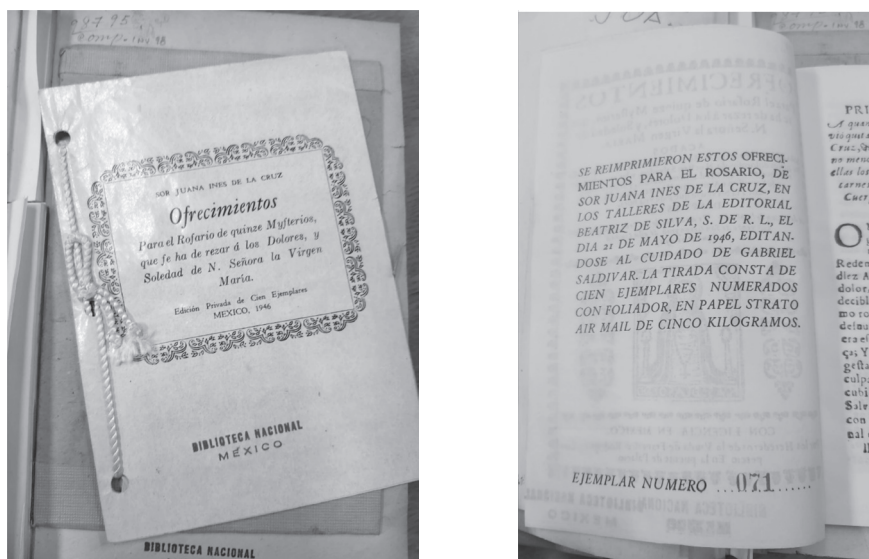 SOR JUANA INES DE LA CRUZ
Ofrecimientos
Para el Rosario de quinze Mysterios,
que se ha de rezar á los Dolores, y
Soledad de N. Señora la Virgen
Maria.
Edición Privada de Cien Ejemplares
MEXICO, 1946
BIBLIOTECA NACIONAL
MÉXICO
BIBLIOTECA NACIONAL
SE REIMPRIMIERON ESTOS OFRECI-
MIENTOS PARA EL ROSARIO, DE
SOR JUANA INES DE LA CRUZ, EN
LOS TALLERES DE LA EDITORIAL
BEATRIZ DE SILVA, S. DE R. L., EL
DIA 21 DE MAYO DE 1946, EDITAN-
DOSE AL CUIDADO DE GABRIEL
SALDIVAR. LA TIRADA CONSTA DE
CIEN EJEMPLARES NUMERADOS
CON FOLIADOR, EN PAPEL STRATO
AIR MAIL DE CINCO KILOGRAMOS.
EJEMPLAR NUMERO ...071......